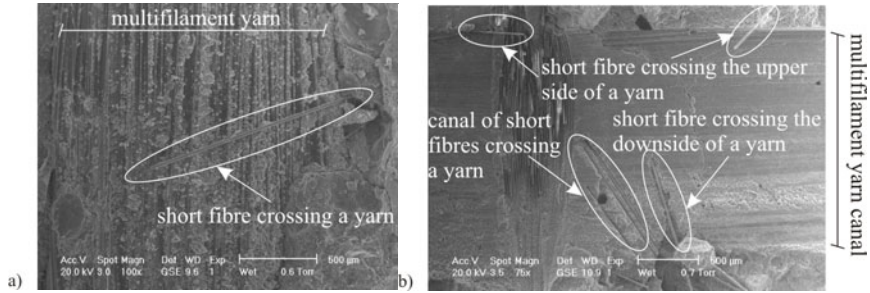 multifilament yarn
short fibre crossing a yarn
Acc.V Spot Magn Det WD Exp 500 µm
20.0 kV 3.0 100x GSE 9.6 1 Wet 0.6 Torr
a)
short fibre crossing the upper
side of a yarn
canal of short
fibres crossing
a yarn
short fibre crossing the
downside of a yarn
multifilament yarn canal
Acc.V Spot Magn Det WD Exp 500 µm
20.0 kV 3.5 75x GSE 10.9 1 Wet 0.7 Torr
b)